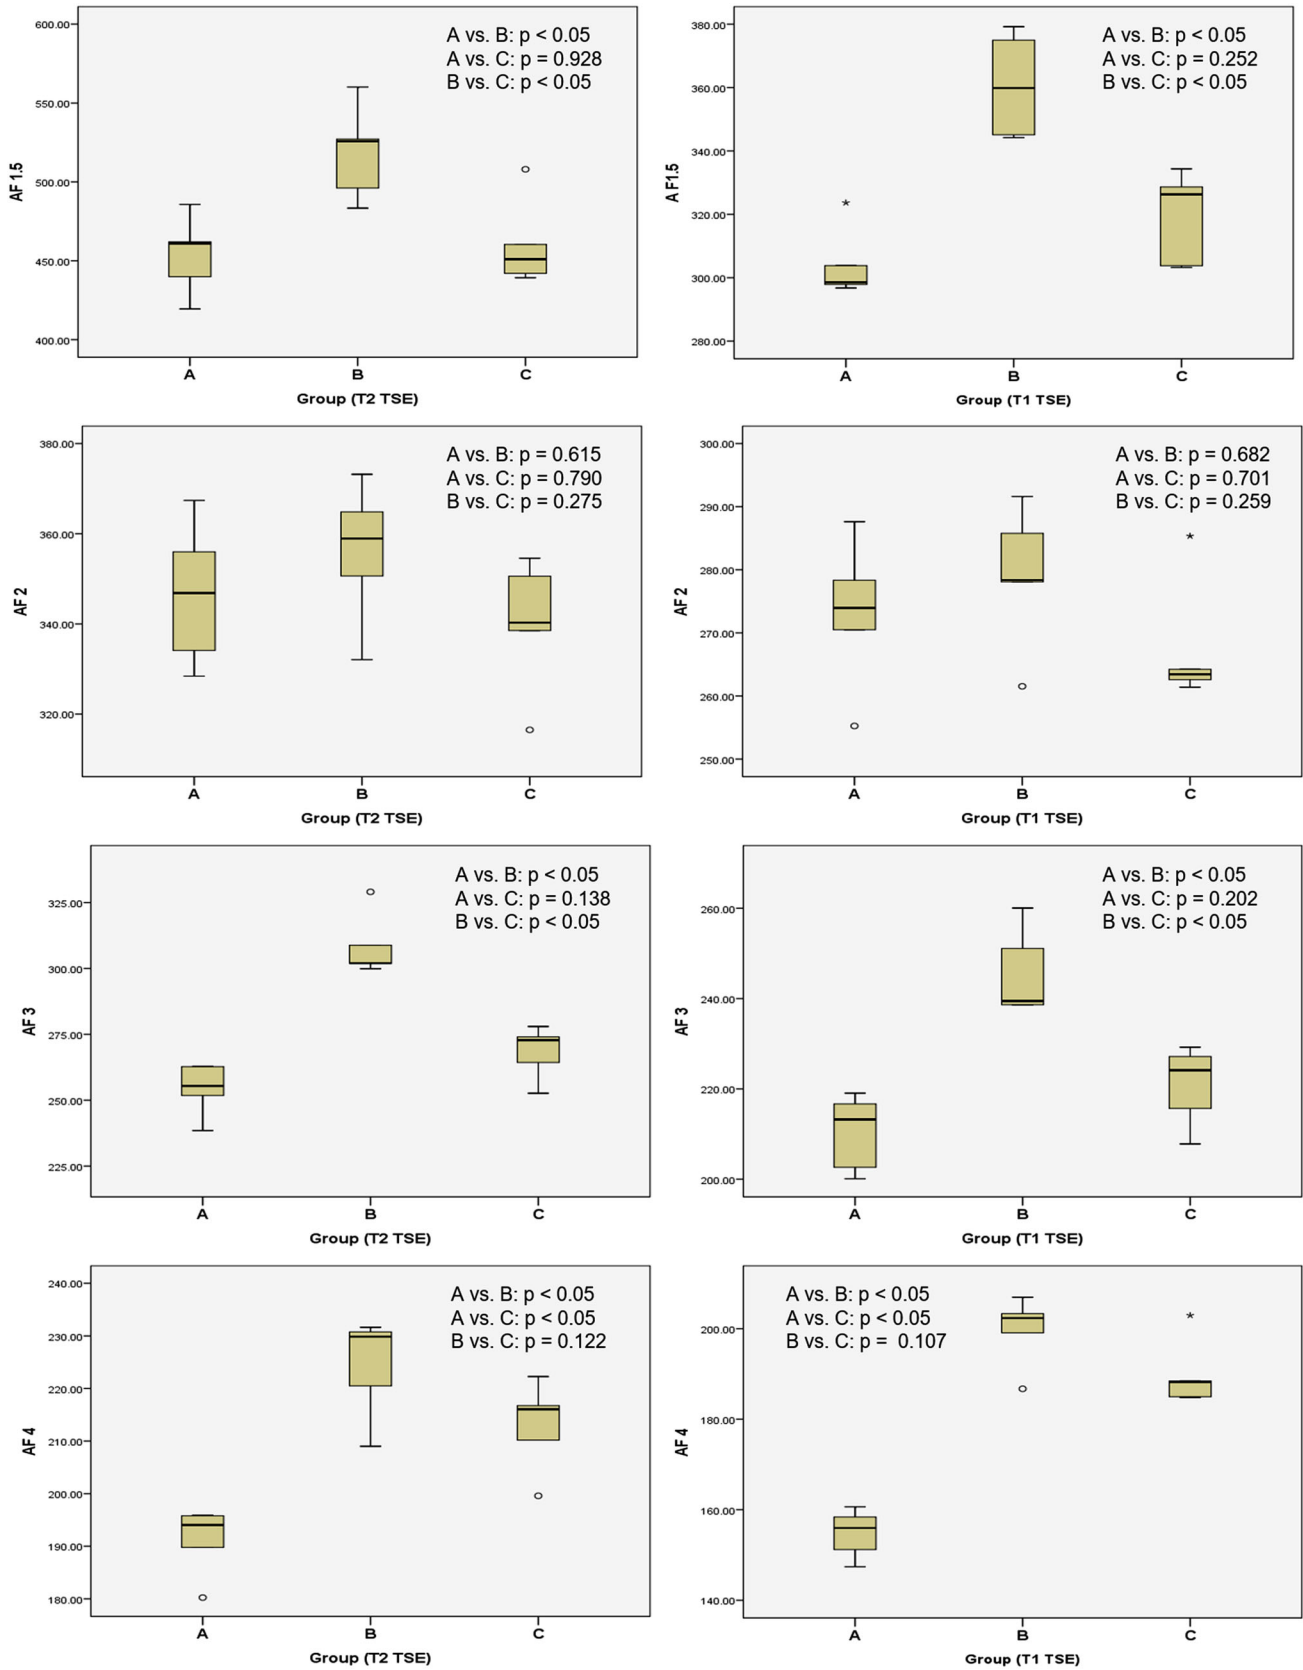 600.00
550.00
500.00
450.00
400.00
AF 1.5
A vs. B: p < 0.05
A vs. C: p = 0.928
B vs. C: p < 0.05
A B C
Group (T2 TSE)
380.00
360.00
340.00
320.00
300.00
280.00
A F1.5
A vs. B: p < 0.05
A vs. C: p = 0.252
B vs. C: p < 0.05
*
A B C
Group (T1 TSE)
380.00
360.00
340.00
320.00
AF 2
A vs. B: p = 0.615
A vs. C: p = 0.790
B vs. C: p = 0.275
A B C
Group (T2 TSE)
300.00
290.00
280.00
270.00
260.00
250.00
AF 2
A vs. B: p = 0.682
A vs. C: p = 0.701
B vs. C: p = 0.259
*
A B C
Group (T1 TSE)
325.00
300.00
275.00
250.00
225.00
AF 3
A vs. B: p < 0.05
A vs. C: p = 0.138
B vs. C: p < 0.05
A B C
Group (T2 TSE)
260.00
240.00
220.00
200.00
AF 3
A vs. B: p < 0.05
A vs. C: p = 0.202
B vs. C: p < 0.05
A B C
Group (T1 TSE)
240.00
230.00
220.00
210.00
200.00
190.00
180.00
AF 4
A vs. B: p < 0.05
A vs. C: p < 0.05
B vs. C: p = 0.122
A B C
Group (T2 TSE)
200.00
180.00
160.00
140.00
AF 4
A vs. B: p < 0.05
A vs. C: p < 0.05
B vs. C: p =  0.107
*
A B C
Group (T1 TSE)